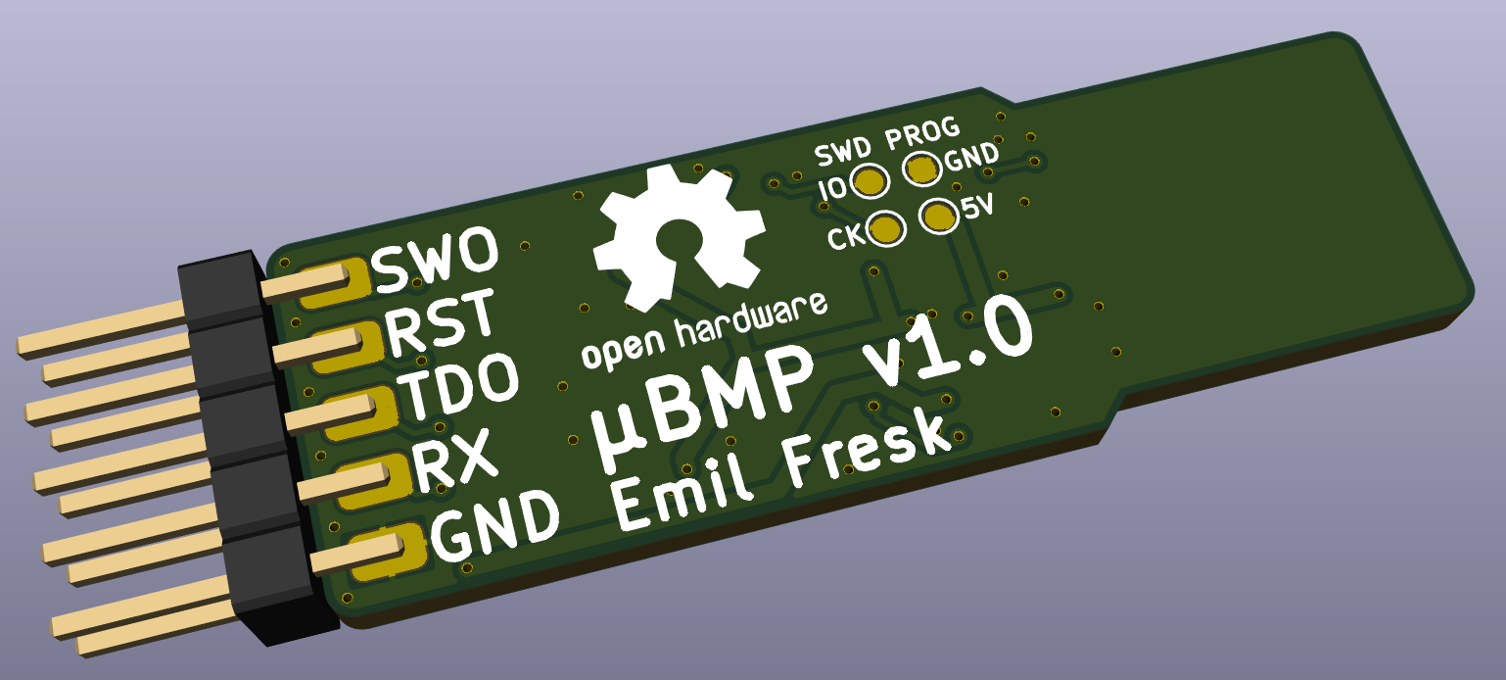 SWD PROG
IO GND
CK 5V
SWO
RST
TDO
RX
GND
open hardware
µBMP v1.0
Emil Fresk